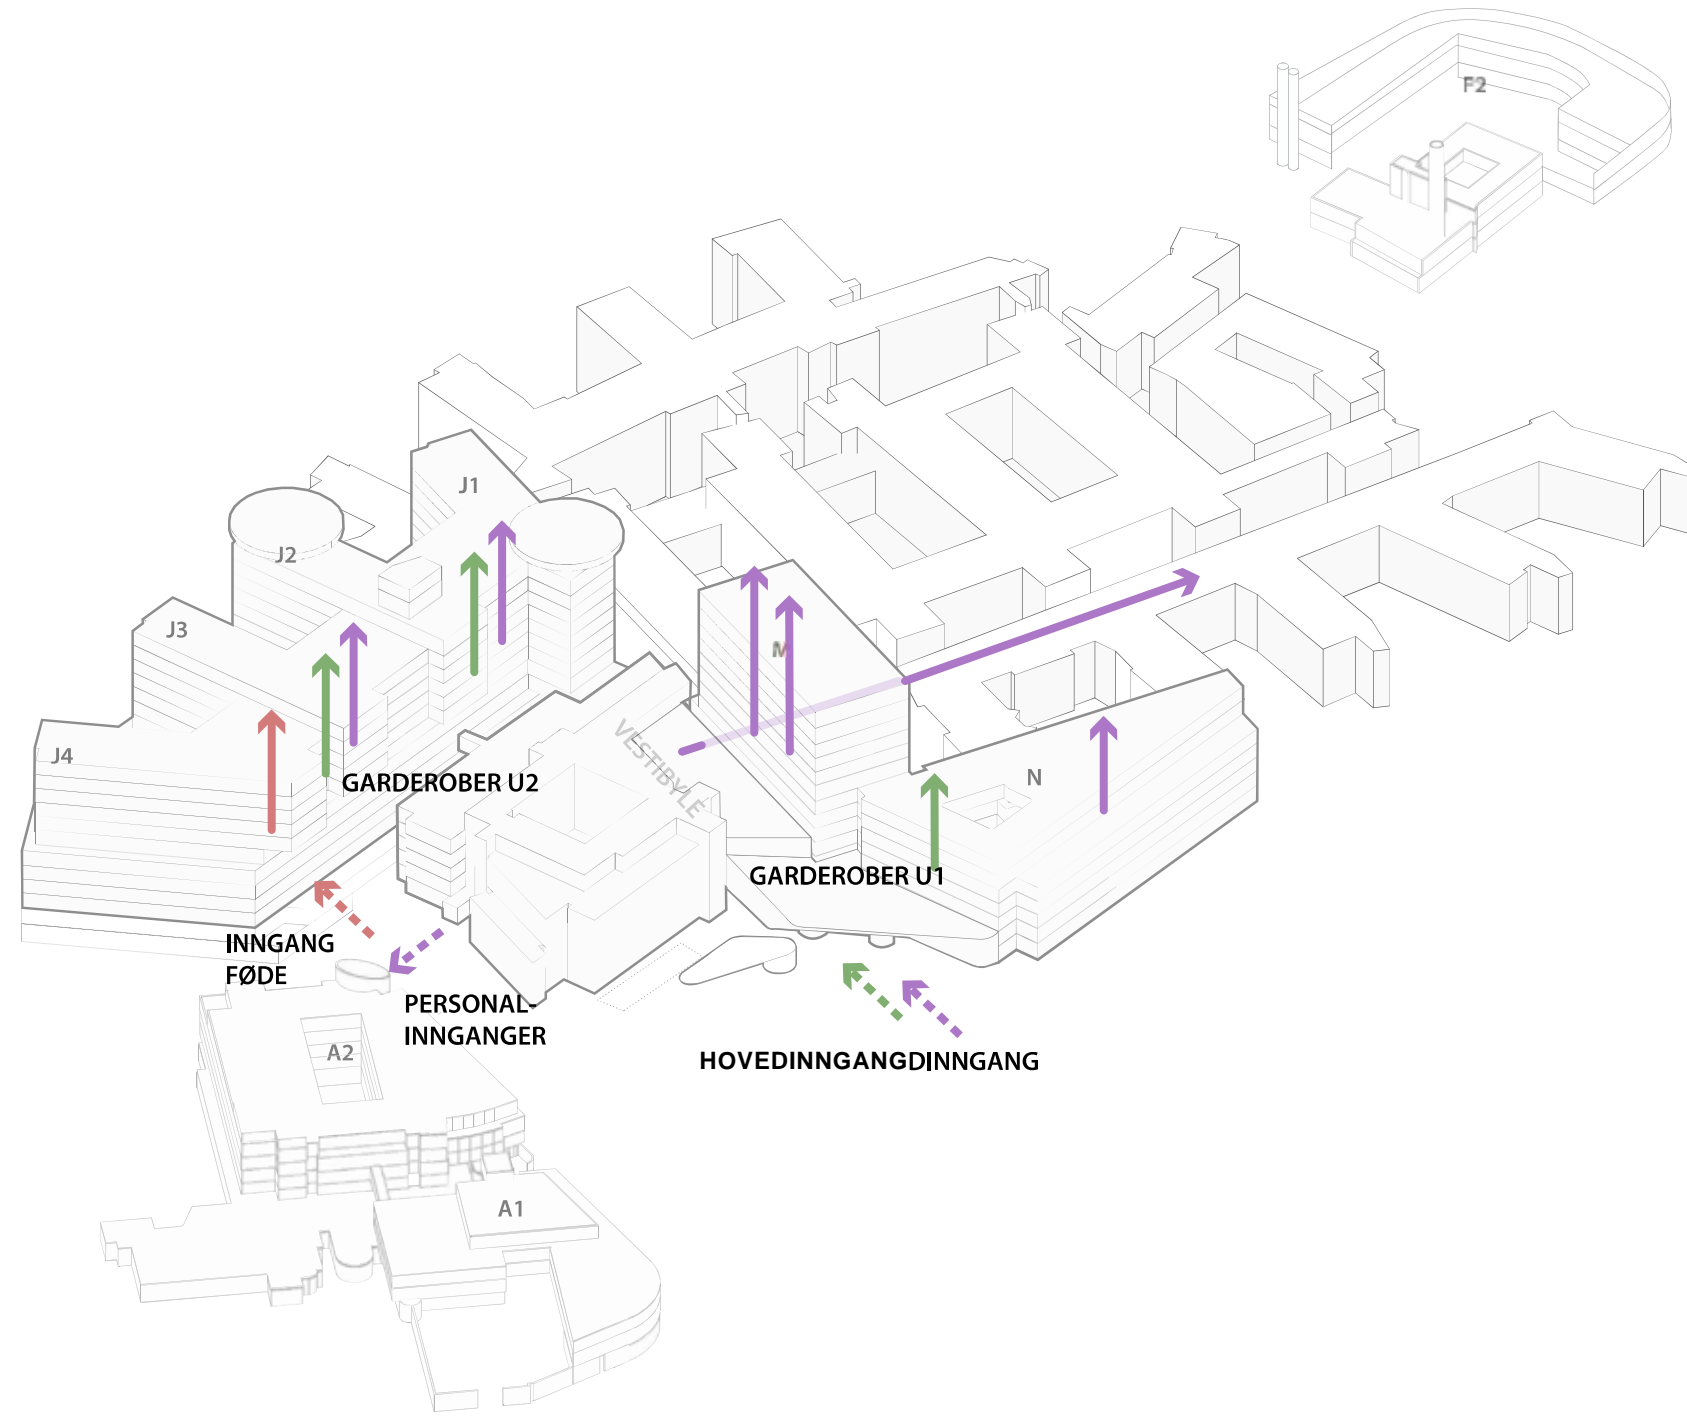 F2
J1
J2
J3
M
VESTIBYLE
J4
N
GARDEROBER U2
GARDEROBER U1
INNGANG
FØDE
PERSONAL-
INNGANGER
HOVEDINNGANGDINNGANG
A2
A1